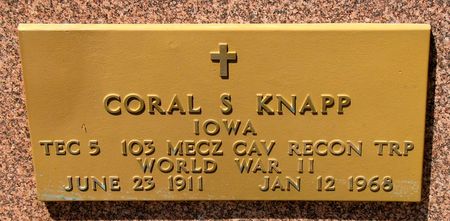 CORAL S KNAPP
IOWA
TEC 5 103 MECZ CAV RECON TRP
WORLD WAR II
JUNE 23 1911 JAN 12 1968